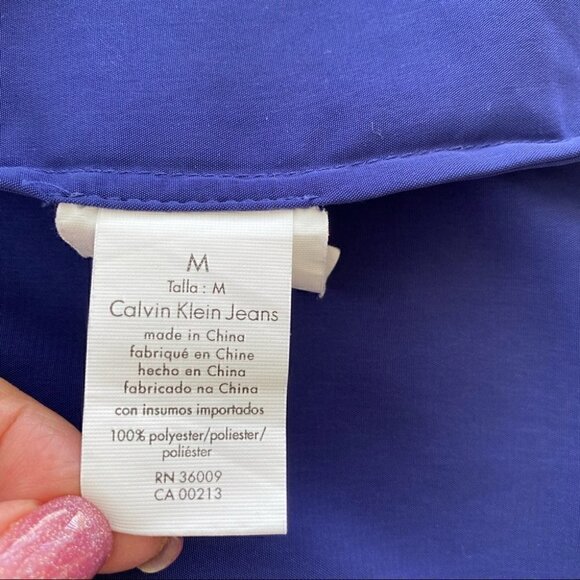 M
Talla : M
Calvin Klein Jeans
made in China
fabriqué en Chine
hecho en China
fabricado na China
con insumos importados
100% polyester/poliester/
poliéster
RN 36009
CA 00213